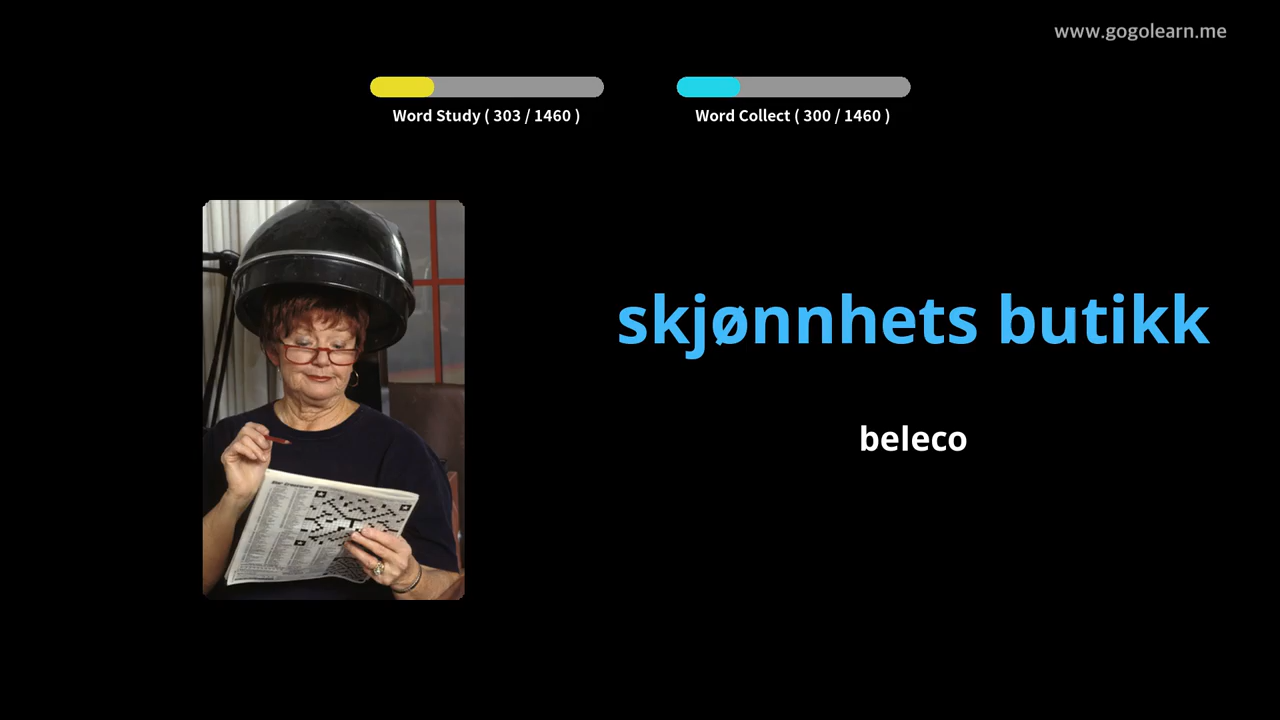 www.gogolearn.me
Word Study ( 303 / 1460 )
Word Collect ( 300 / 1460 )
skjønnhets butikk
beleco